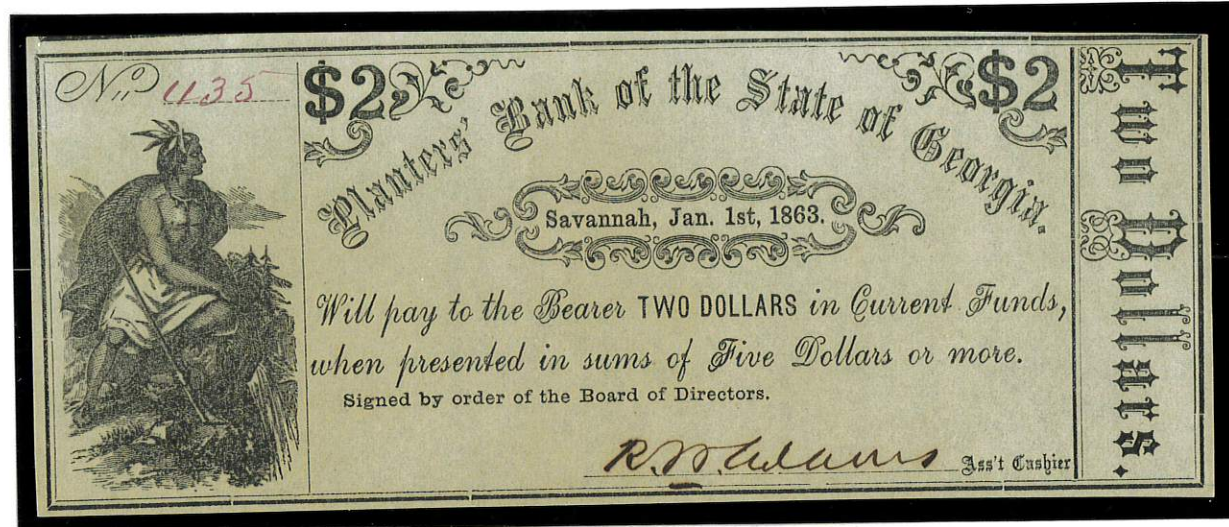 No 1135
$2 $2
Planters' Bank of the State of Georgia.
Savannah, Jan. 1st, 1863.
Will pay to the Bearer TWO DOLLARS in Current Funds,
when presented in sums of Five Dollars or more.
Signed by order of the Board of Directors.
R. W. Adams Ass't Cashier
Two Dollars.